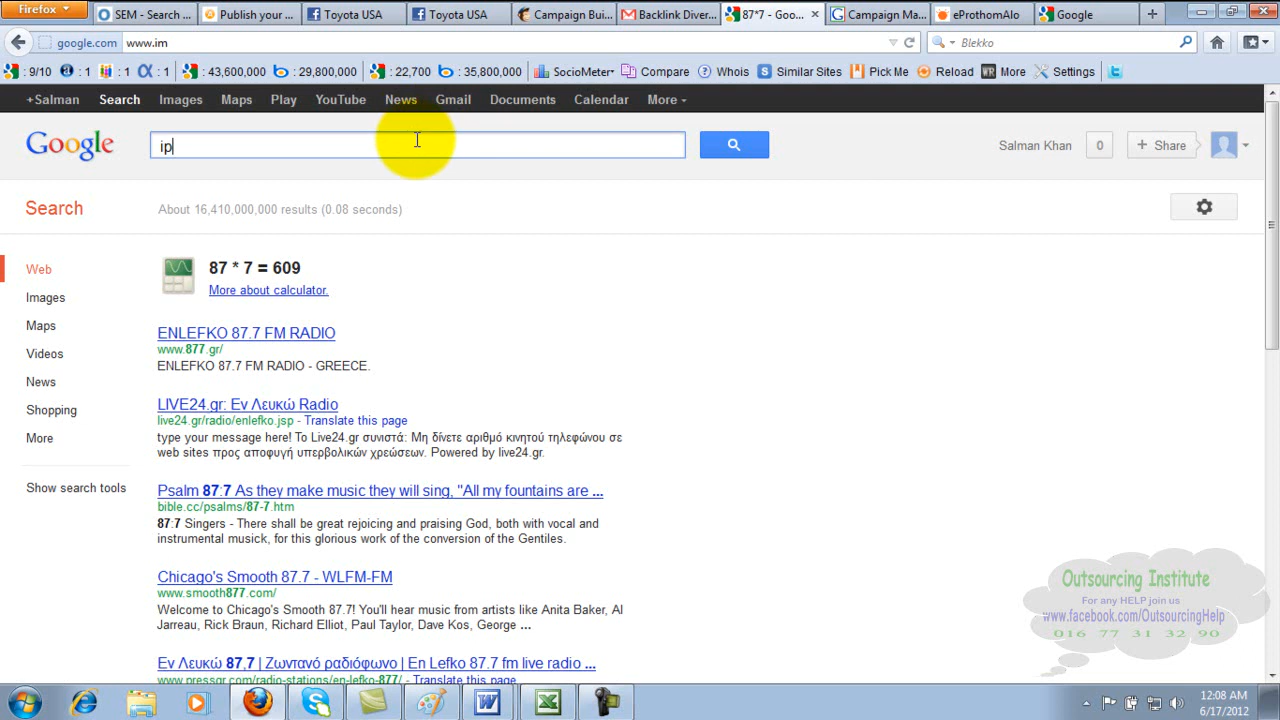 Firefox
SEM - Search ...
Publish your ...
Toyota USA
Toyota USA
Campaign Bui...
Backlink Diver...
87*7 - Goo...
Campaign Ma...
eProthomAlo
Google
google.com www.im
Blekko
: 9/10 : 1 : 1 : 1 : 43,600,000 : 29,800,000 : 22,700 : 35,800,000 SocioMeter Compare Whois Similar Sites Pick Me Reload More Settings
+Salman Search Images Maps Play YouTube News Gmail Documents Calendar More
Google
ip
Salman Khan 0 + Share
Search About 16,410,000,000 results (0.08 seconds)
Web
Images
Maps
Videos
News
Shopping
More
Show search tools
87 * 7 = 609
More about calculator.
ENLEFKO 87.7 FM RADIO
www.877.gr/
ENLEFKO 87.7 FM RADIO - GREECE.
LIVE24.gr: Εν Λευκώ Radio
live24.gr/radio/enlefko.jsp - Translate this page
type your message here! Το Live24.gr συνιστά: Μη δίνετε αριθμό κινητού τηλεφώνου σε
web sites προς αποφυγή υπερβολικών χρεώσεων. Powered by live24.gr.
Psalm 87:7 As they make music they will sing, "All my fountains are ...
bible.cc/psalms/87-7.htm
87:7 Singers - There shall be great rejoicing and praising God, both with vocal and
instrumental musick, for this glorious work of the conversion of the Gentiles.
Chicago's Smooth 87.7 - WLFM-FM
www.smooth877.com/
Welcome to Chicago's Smooth 87.7! You'll hear music from artists like Anita Baker, Al
Jarreau, Rick Braun, Richard Elliot, Paul Taylor, Dave Kos, George ...
Εν Λευκώ 87,7 | Ζωντανό ραδιόφωνο | En Lefko 87.7 fm live radio ...
www.pressgr.com/radio-stations/en-lefko-877/ - Translate this page
Outsourcing Institute
For any HELP join us
www.facebook.com/OutsourcingHelp
016 77 31 32 90
12:08 AM
6/17/2012